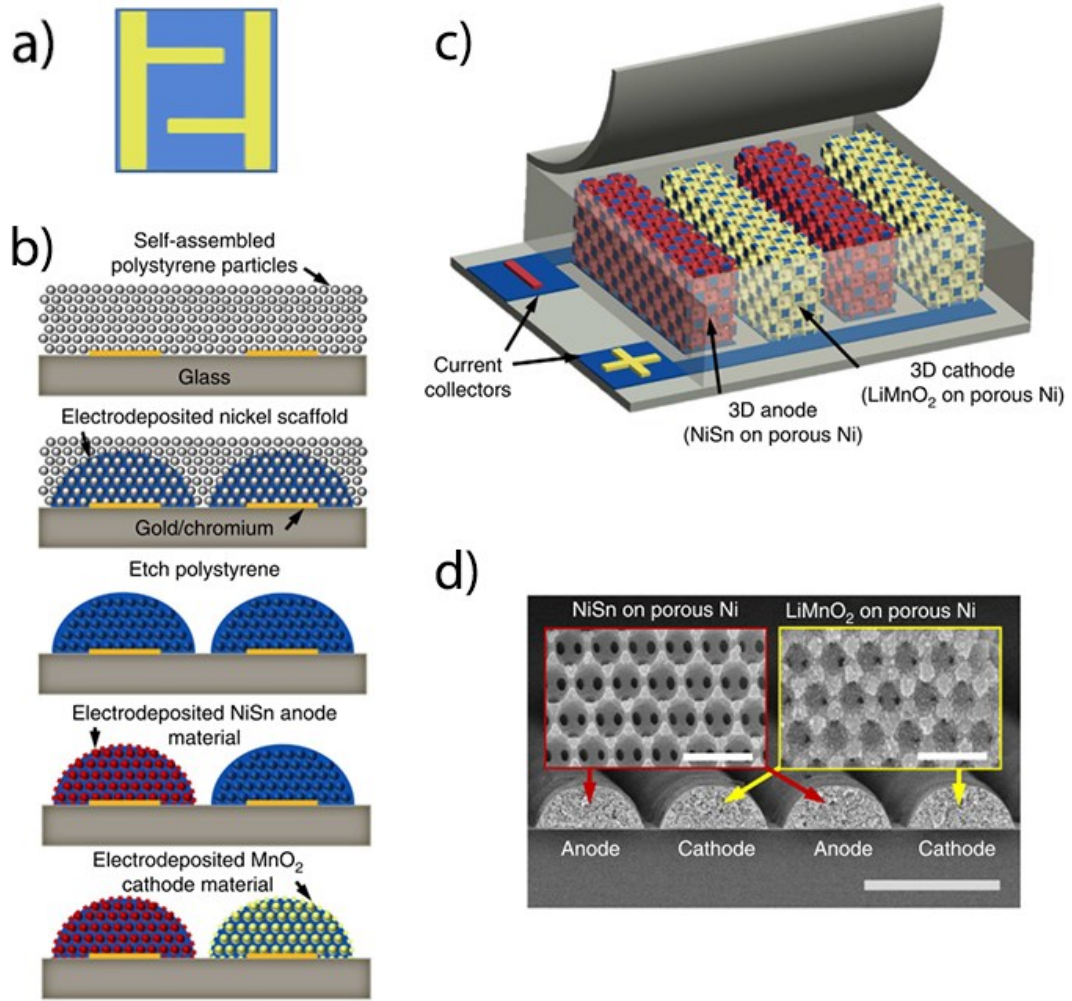 a)
b)
Self-assembled
polystyrene particles
Glass
Electrodeposited nickel scaffold
Gold/chromium
Etch polystyrene
Electrodeposited NiSn anode
material
Electrodeposited MnO₂
cathode material
c)
Current
collectors
3D anode
(NiSn on porous Ni)
3D cathode
(LiMnO₂ on porous Ni)
d)
NiSn on porous Ni
LiMnO₂ on porous Ni
Anode
Cathode
Anode
Cathode